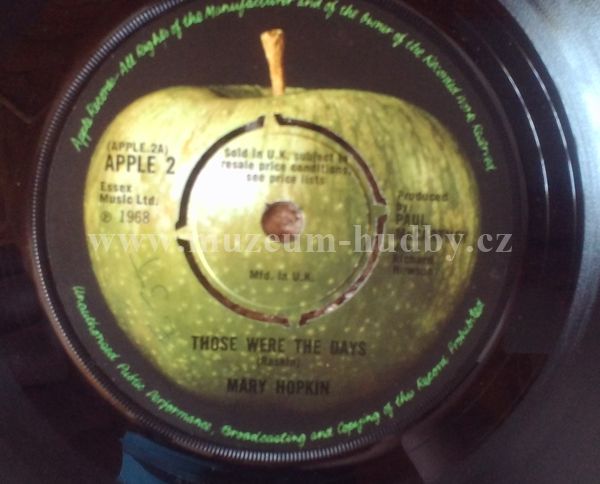 Apple Records - All Rights of the Manufacturer and of the Owner of the Recorded Work Reserved
(APPLE.2A)
APPLE 2
Essex
Music Ltd.
℗ 1968
Sold in U.K. subject to
resale price conditions,
see price lists
Produced
by
PAUL
Richard
www.muzeum-hudby.cz
Mfd. in U.K.
THOSE WERE THE DAYS
(Raskin)
MARY HOPKIN
Unauthorised Public Performance, Broadcasting and Copying of this Record Prohibited